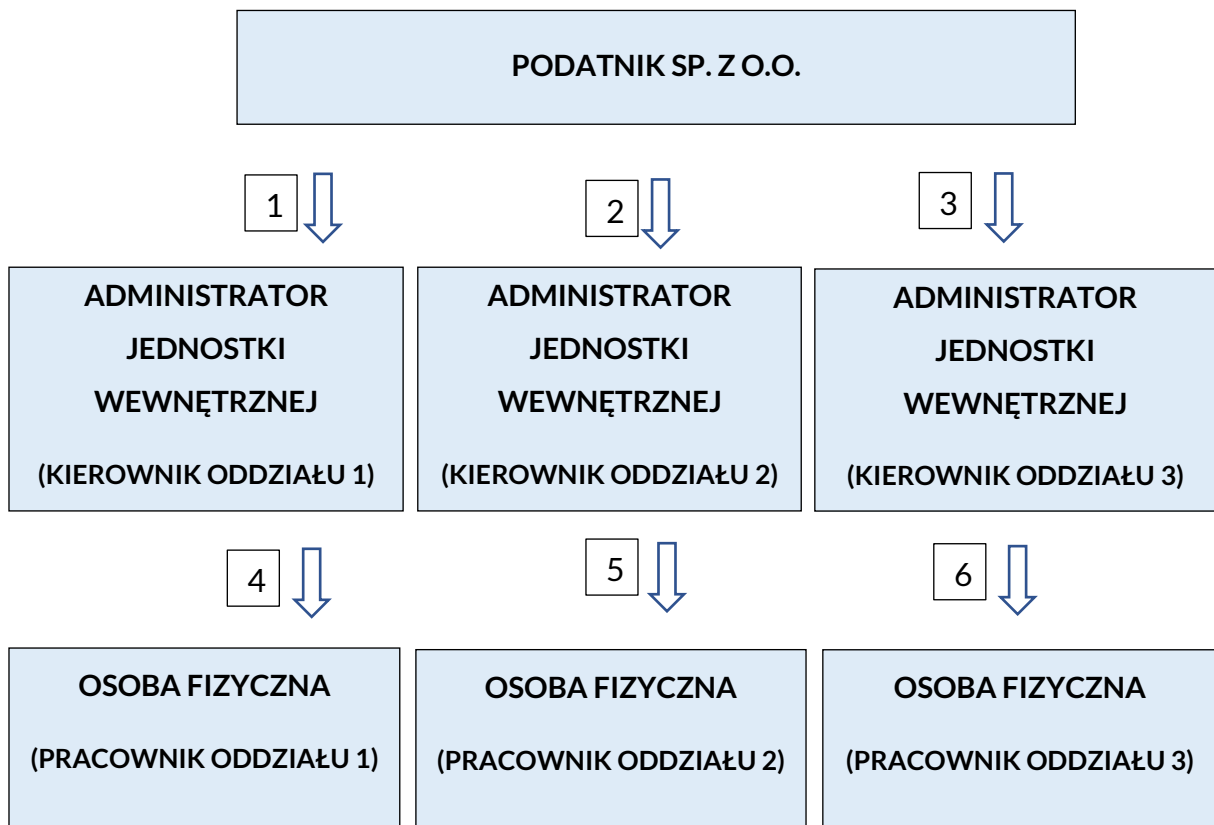 PODATNIK SP. Z O.O.
1
2
3
ADMINISTRATOR
JEDNOSTKI
WEWNĘTRZNEJ
(KIEROWNIK ODDZIAŁU 1)
ADMINISTRATOR
JEDNOSTKI
WEWNĘTRZNEJ
(KIEROWNIK ODDZIAŁU 2)
ADMINISTRATOR
JEDNOSTKI
WEWNĘTRZNEJ
(KIEROWNIK ODDZIAŁU 3)
4
5
6
OSOBA FIZYCZNA
(PRACOWNIK ODDZIAŁU 1)
OSOBA FIZYCZNA
(PRACOWNIK ODDZIAŁU 2)
OSOBA FIZYCZNA
(PRACOWNIK ODDZIAŁU 3)